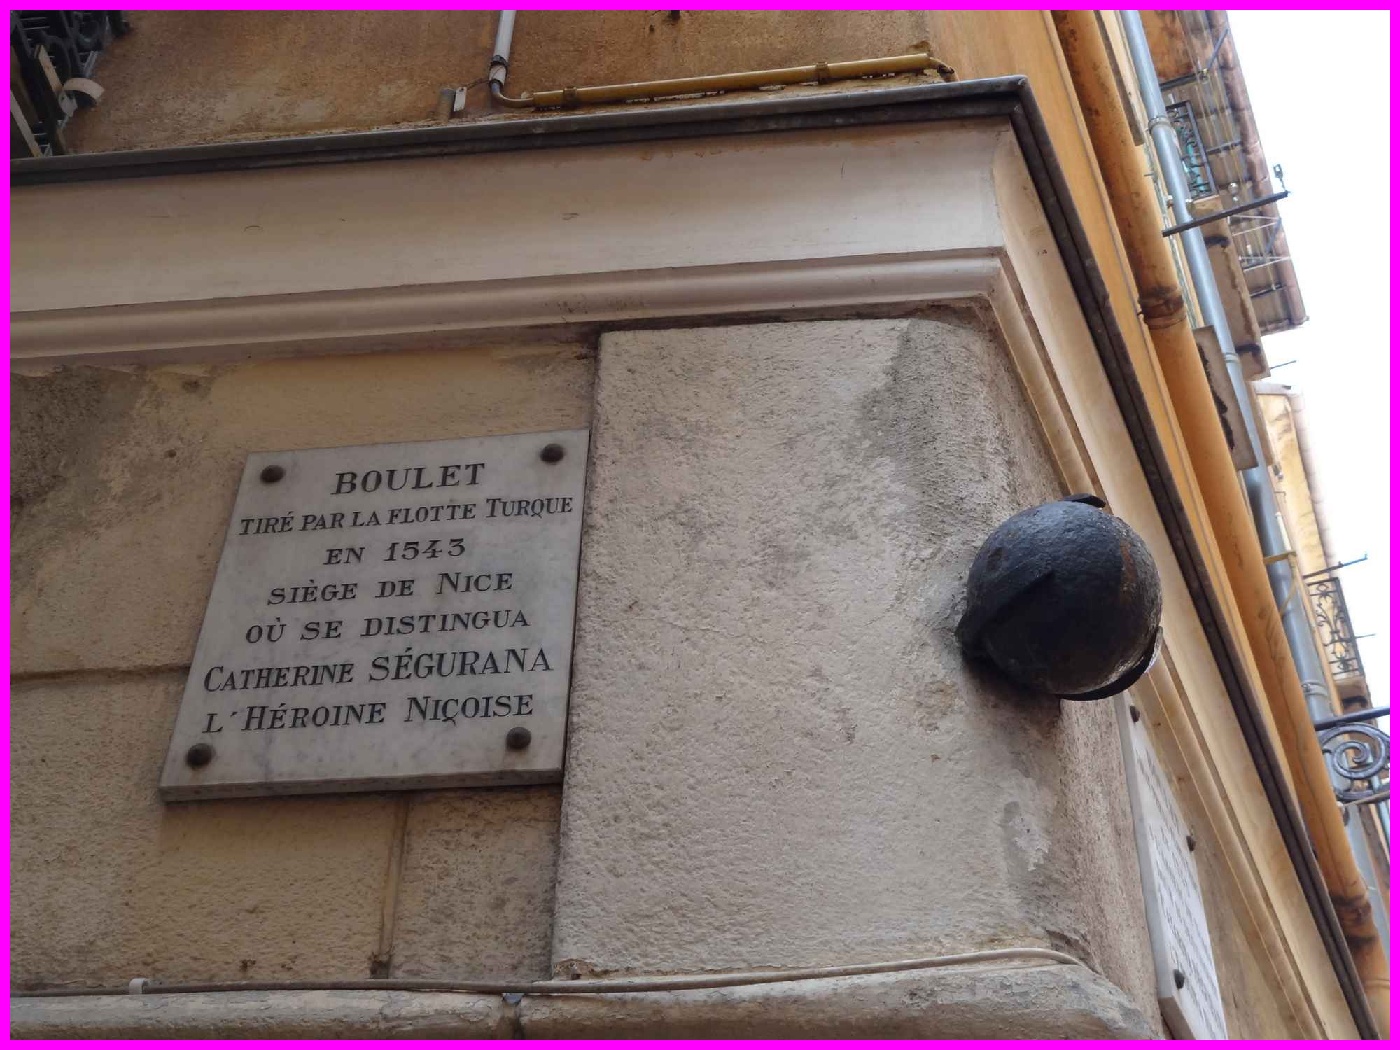 BOULET
TIRÉ PAR LA FLOTTE TURQUE
EN 1543
SIÈGE DE NICE
OÙ SE DISTINGUA
CATHERINE SÉGURANA
L'HÉROINE NIÇOISE